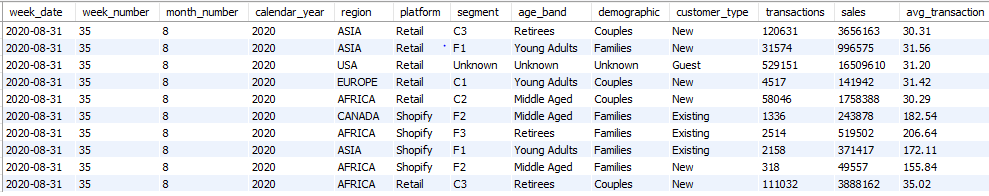 week_date week_number month_number calendar_year region platform segment age_band demographic customer_type transactions sales avg_transaction
2020-08-31 35 8 2020 ASIA Retail C3 Retirees Couples New 120631 3656163 30.31
2020-08-31 35 8 2020 ASIA Retail F1 Young Adults Families New 31574 996575 31.56
2020-08-31 35 8 2020 USA Retail Unknown Unknown Unknown Guest 529151 16509610 31.20
2020-08-31 35 8 2020 EUROPE Retail C1 Young Adults Couples New 4517 141942 31.42
2020-08-31 35 8 2020 AFRICA Retail C2 Middle Aged Couples New 58046 1758388 30.29
2020-08-31 35 8 2020 CANADA Shopify F2 Middle Aged Families Existing 1336 243878 182.54
2020-08-31 35 8 2020 AFRICA Shopify F3 Retirees Families Existing 2514 519502 206.64
2020-08-31 35 8 2020 ASIA Shopify F1 Young Adults Families Existing 2158 371417 172.11
2020-08-31 35 8 2020 AFRICA Shopify F2 Middle Aged Families New 318 49557 155.84
2020-08-31 35 8 2020 AFRICA Retail C3 Retirees Couples New 111032 3888162 35.02